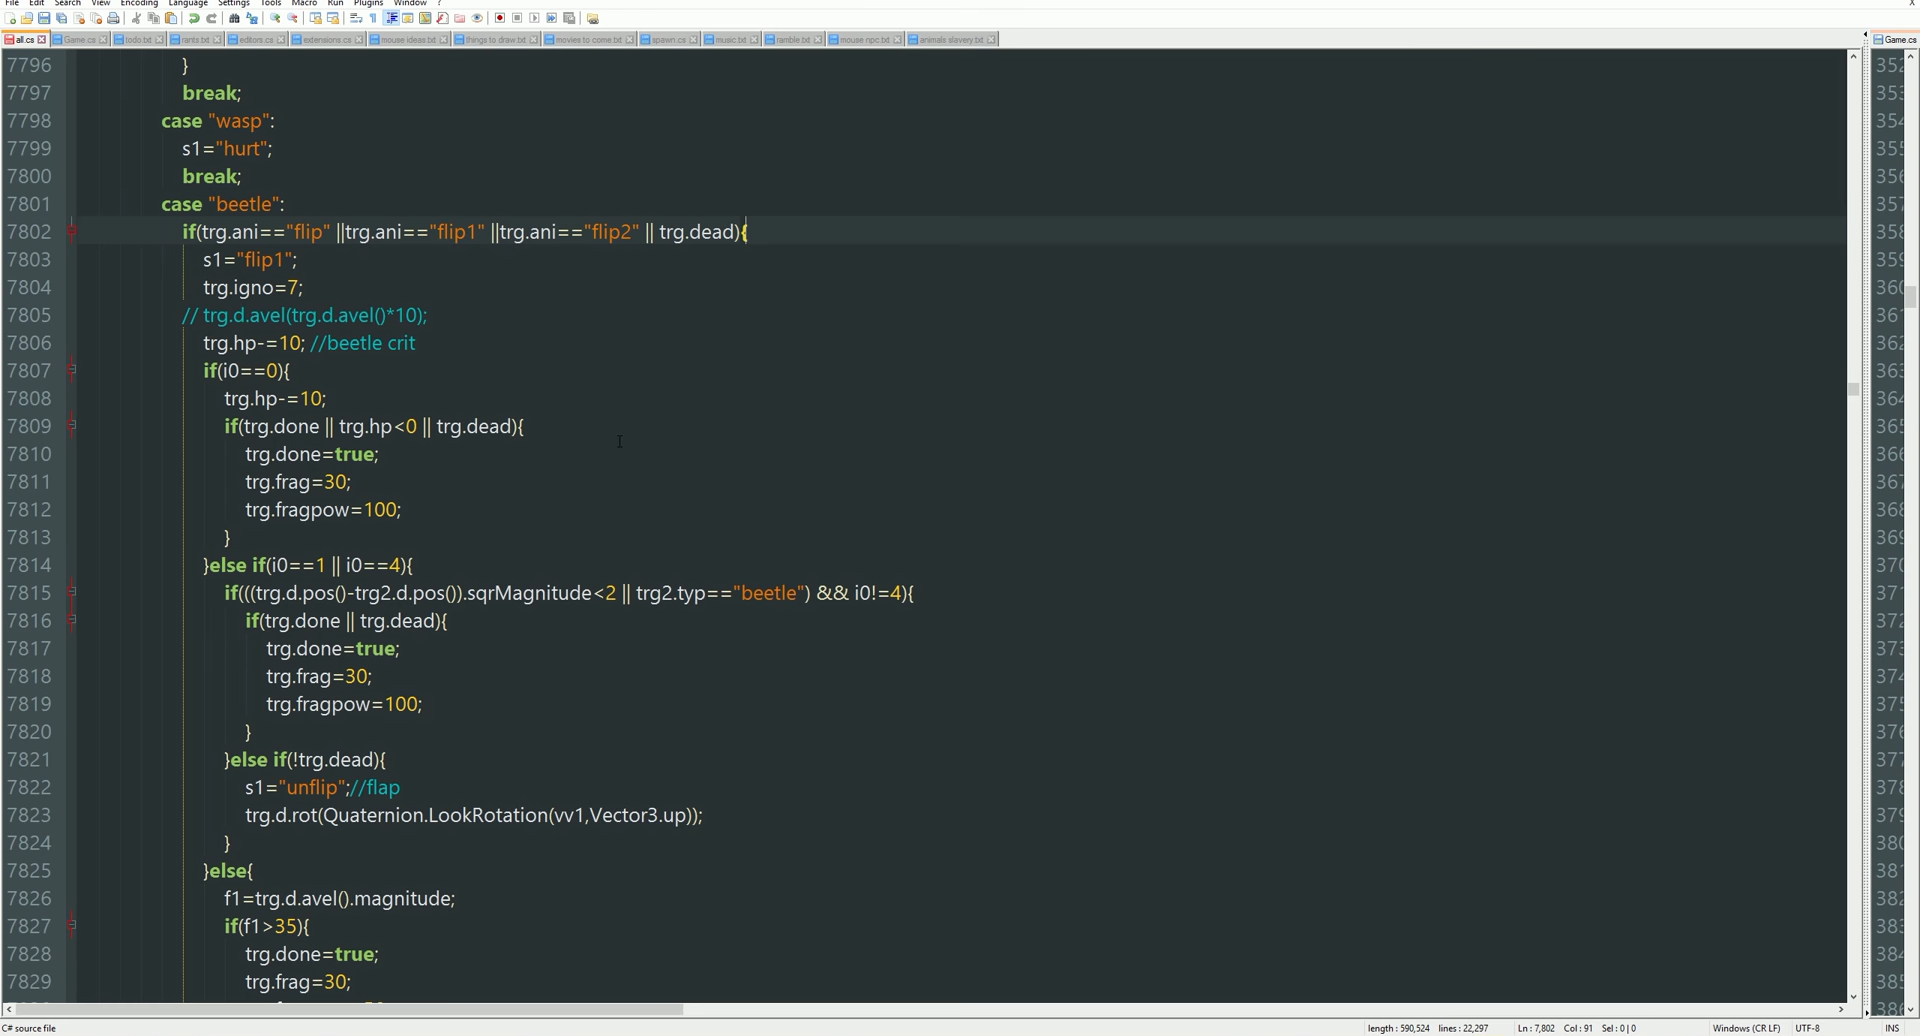 File Edit Search View Encoding Language Settings Tools Macro Run Plugins Window ?
all.cs Game.cs todo.txt rants.txt editors.cs extensions.cs mouse ideas.txt things to draw.txt movies to come.txt spawn.cs music.txt ramble.txt mouse npc.txt animals slavery.txt Game.cs
7796 }
7797 break;
7798 case "wasp":
7799 s1="hurt";
7800 break;
7801 case "beetle":
7802 if(trg.ani=="flip" ||trg.ani=="flip1" ||trg.ani=="flip2" || trg.dead){
7803 s1="flip1";
7804 trg.igno=7;
7805 // trg.d.avel(trg.d.avel()*10);
7806 trg.hp-=10; //beetle crit
7807 if(i0==0){
7808 trg.hp-=10;
7809 if(trg.done || trg.hp<0 || trg.dead){
7810 trg.done=true;
7811 trg.frag=30;
7812 trg.fragpow=100;
7813 }
7814 }else if(i0==1 || i0==4){
7815 if(((trg.d.pos()-trg2.d.pos()).sqrMagnitude<2 || trg2.typ=="beetle") && i0!=4){
7816 if(trg.done || trg.dead){
7817 trg.done=true;
7818 trg.frag=30;
7819 trg.fragpow=100;
7820 }
7821 }else if(!trg.dead){
7822 s1="unflip";//flap
7823 trg.d.rot(Quaternion.LookRotation(vv1,Vector3.up));
7824 }
7825 }else{
7826 f1=trg.d.avel().magnitude;
7827 if(f1>35){
7828 trg.done=true;
7829 trg.frag=30;
C# source file length : 590,524 lines : 22,297 Ln : 7,802 Col : 91 Sel : 0 | 0 Windows (CR LF) UTF-8 INS